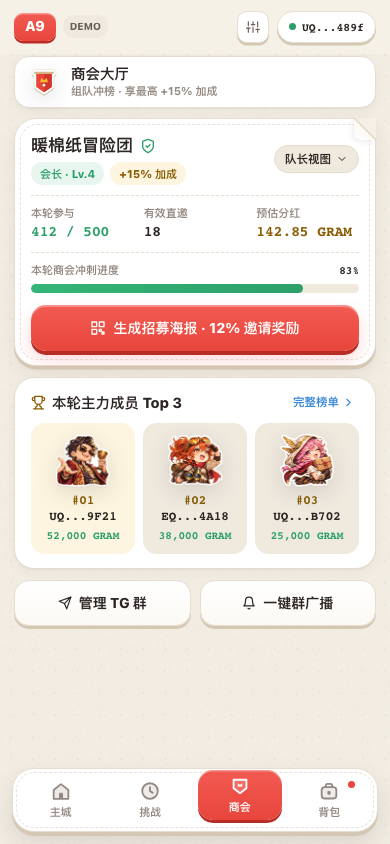 A9
DEMO
UQ...489f
商会大厅
组队冲榜 · 享最高 +15% 加成
暖棉纸冒险团
队长视图
会长 · Lv.4
+15% 加成
本轮参与
有效直邀
预估分红
412 / 500
18
142.85 GRAM
本轮商会冲刺进度
83%
生成招募海报 · 12% 邀请奖励
本轮主力成员 Top 3
完整榜单
#01
#02
#03
UQ...9F21
EQ...4A18
UQ...B702
52,000 GRAM
38,000 GRAM
25,000 GRAM
管理 TG 群
一键群广播
主城
挑战
商会
背包